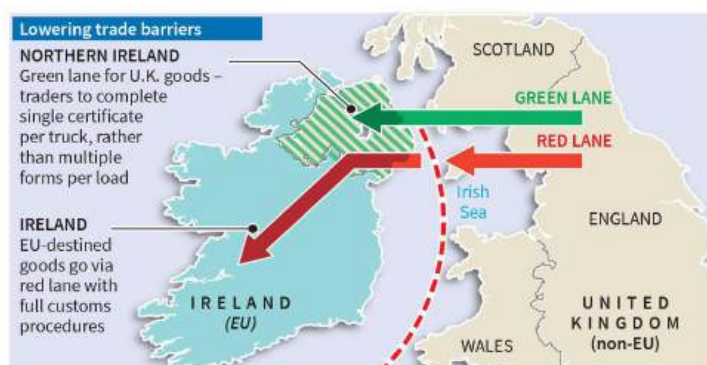 Lowering trade barriers
NORTHERN IRELAND
Green lane for U.K. goods –
traders to complete
single certificate
per truck, rather
than multiple
forms per load
IRELAND
EU-destined
goods go via
red lane with
full customs
procedures
SCOTLAND
GREEN LANE
RED LANE
Irish
Sea
ENGLAND
IRELAND
(EU)
UNITED
KINGDOM
(non-EU)
WALES